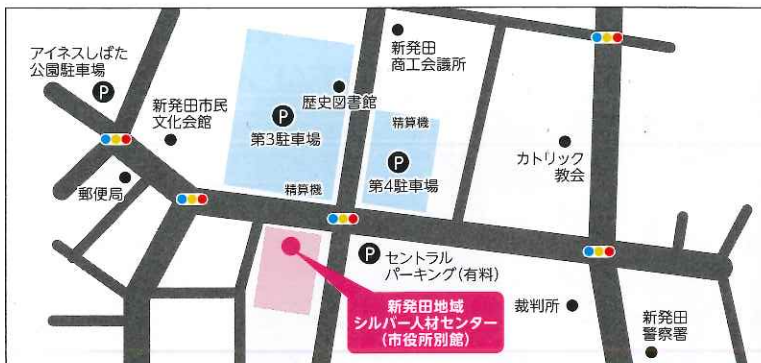 アイネスしばた
公園駐車場
P
新発田市民
文化会館
郵便局
P
第3駐車場
歴史図書館
精算機
新発田
商工会議所
精算機
P
第4駐車場
カトリック
教会
P
セントラル
パーキング(有料)
新発田地域
シルバー人材センター
(市役所別館)
裁判所
新発田
警察署